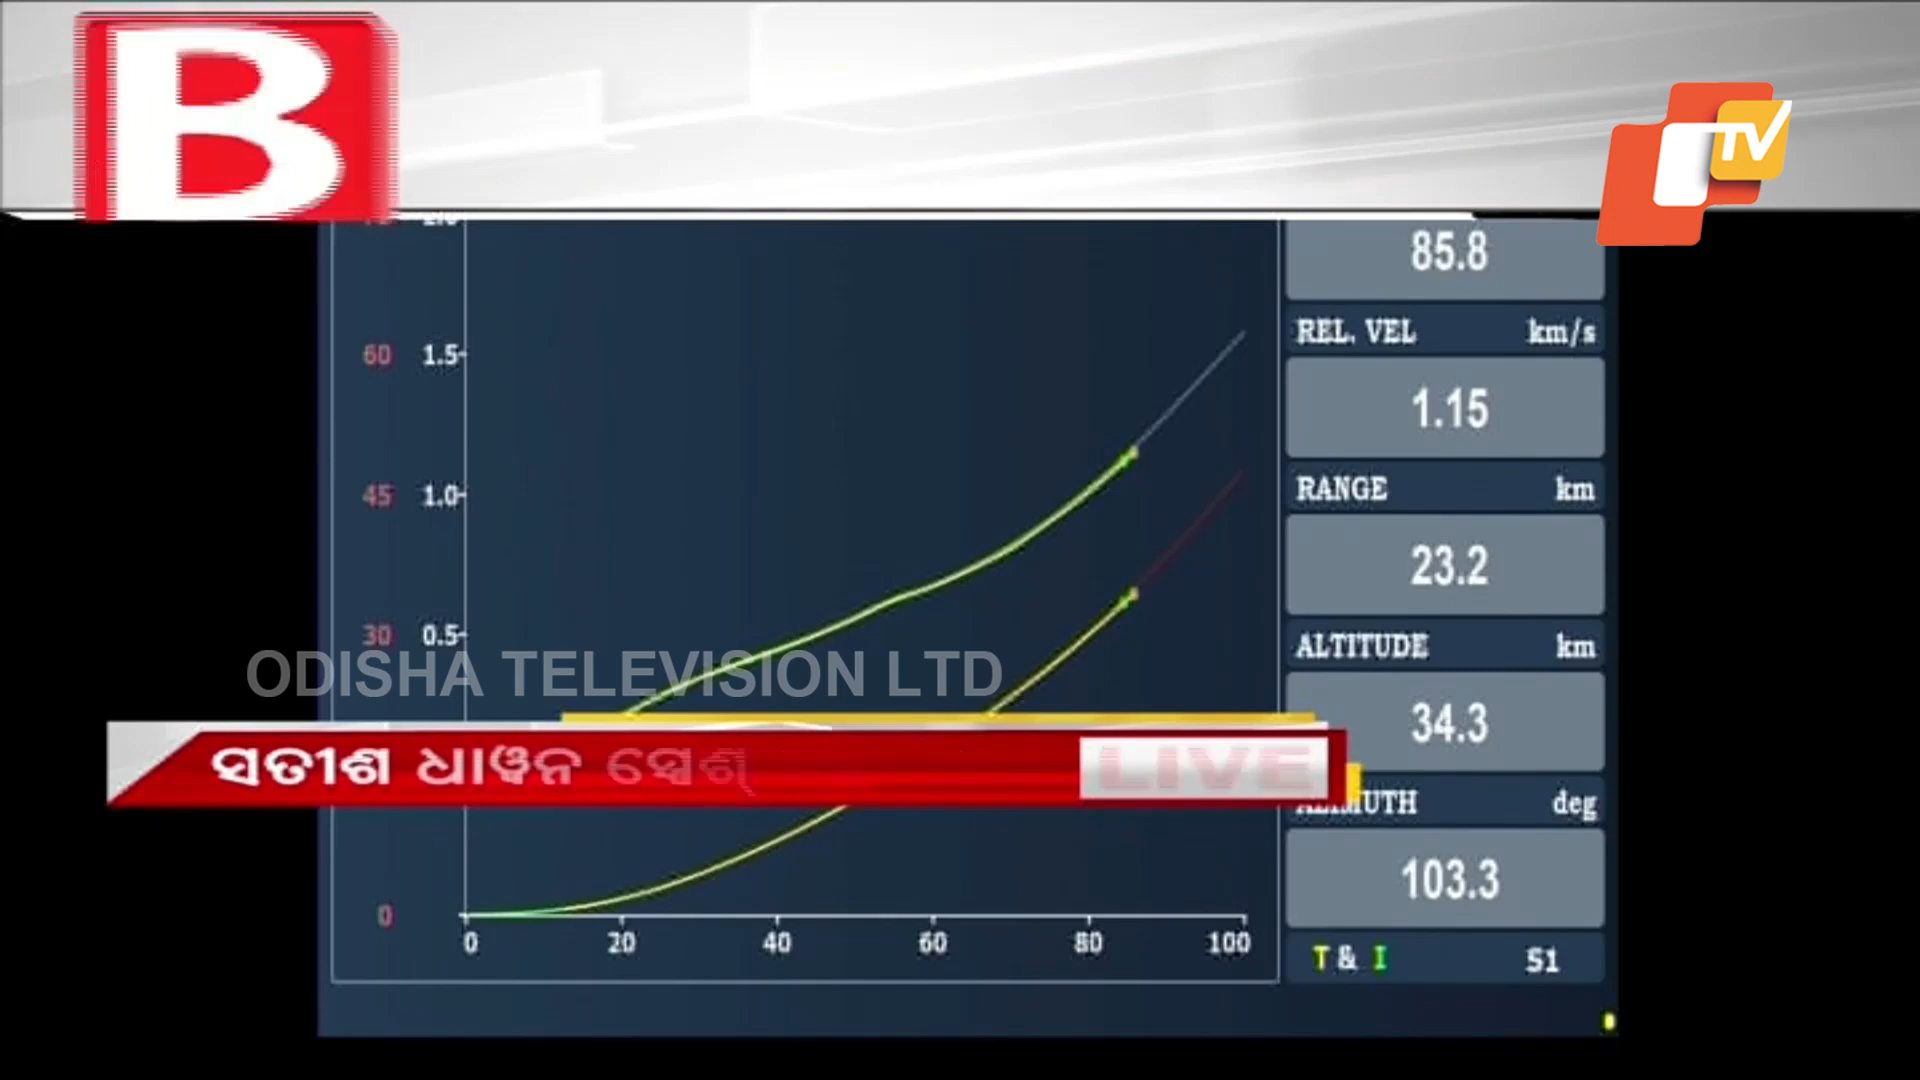 B
TV
85.8
REL. VEL km/s
60 1.5
1.15
45 1.0
RANGE km
23.2
30 0.5
ALTITUDE km
ODISHA TELEVISION LTD
34.3
ସତୀଶ ଧାୱନ ସ୍ପେଶ୍ LIVE
AZIMUTH deg
103.3
0
0 20 40 60 80 100
T & I S1